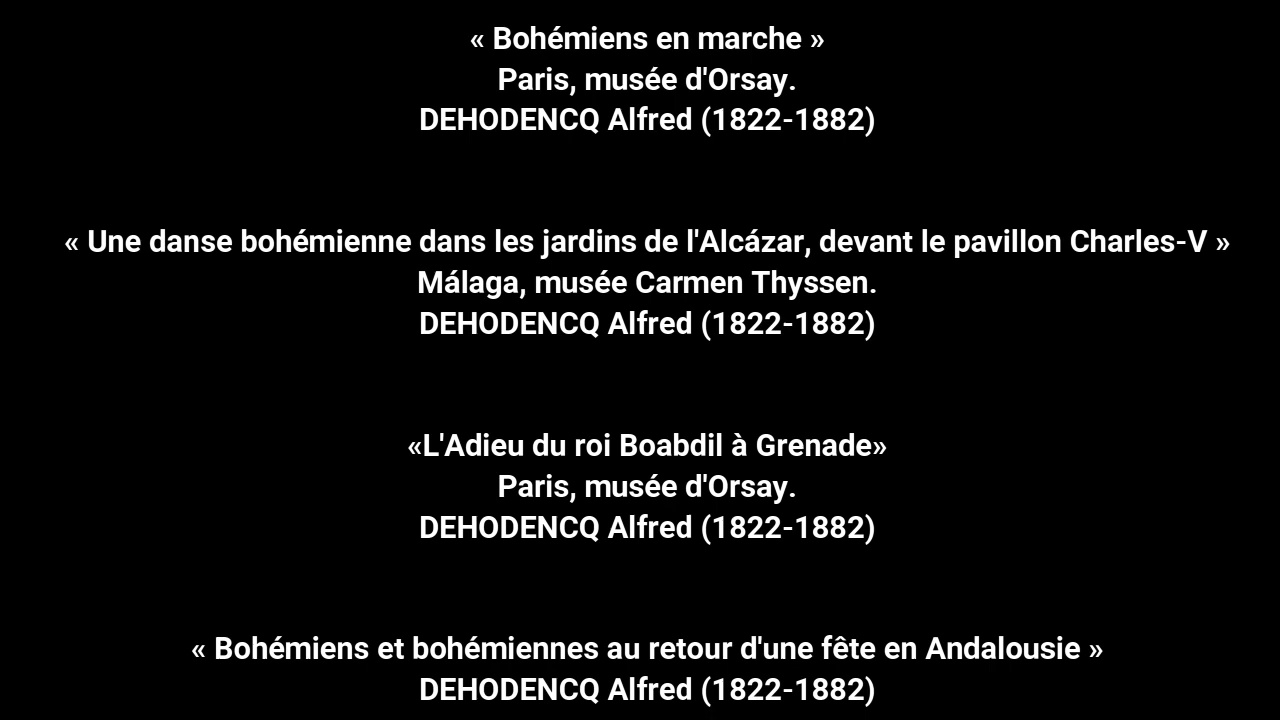 « Bohémiens en marche »
Paris, musée d'Orsay.
DEHODENCQ Alfred (1822-1882)
« Une danse bohémienne dans les jardins de l'Alcázar, devant le pavillon Charles-V »
Málaga, musée Carmen Thyssen.
DEHODENCQ Alfred (1822-1882)
«L'Adieu du roi Boabdil à Grenade»
Paris, musée d'Orsay.
DEHODENCQ Alfred (1822-1882)
« Bohémiens et bohémiennes au retour d'une fête en Andalousie »
DEHODENCQ Alfred (1822-1882)